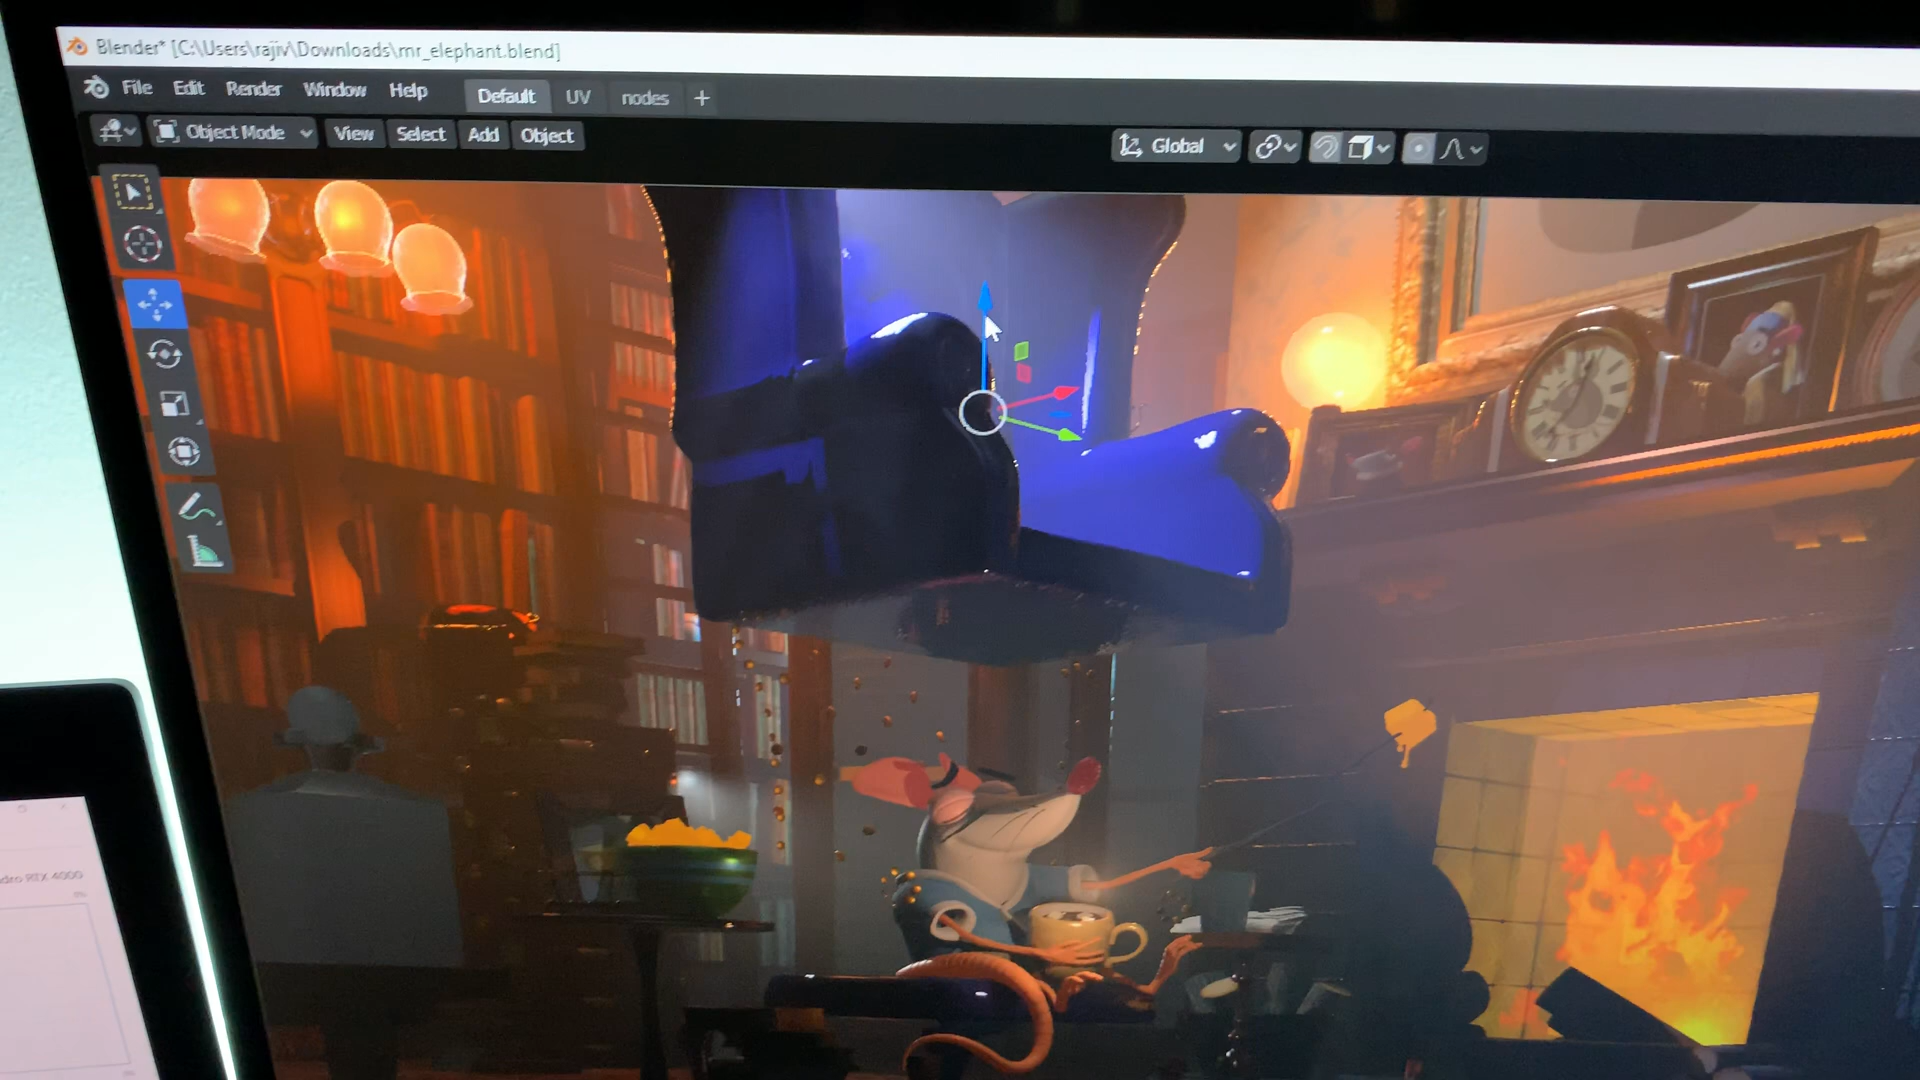 Blender* [C:\Users\rajiv\Downloads\mr_elephant.blend]
File Edit Render Window Help Default UV nodes +
Object Mode View Select Add Object Global
RTX 4000